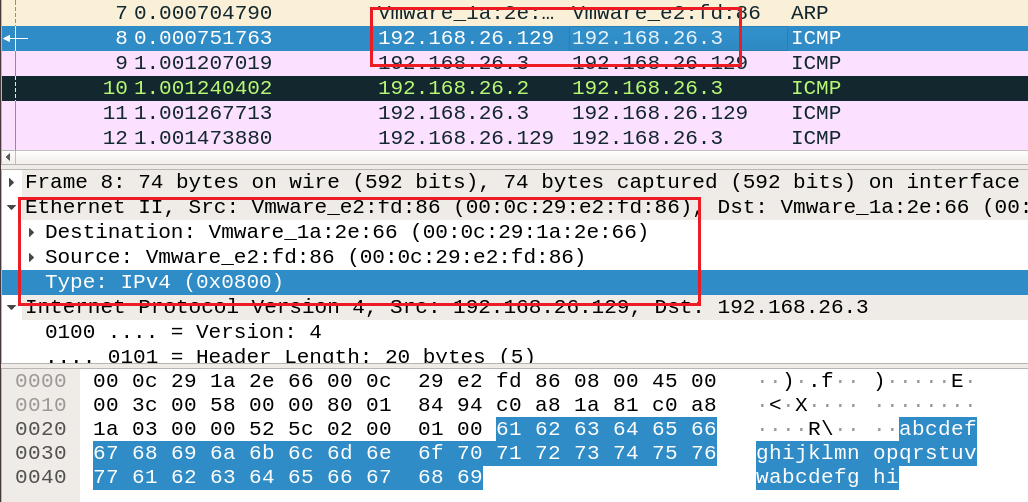 7 0.000704790 Vmware_1a:2e:… Vmware_e2:fd:86 ARP
8 0.000751763 192.168.26.129 192.168.26.3 ICMP
9 1.001207019 192.168.26.3 192.168.26.129 ICMP
10 1.001240402 192.168.26.2 192.168.26.3 ICMP
11 1.001267713 192.168.26.3 192.168.26.129 ICMP
12 1.001473880 192.168.26.129 192.168.26.3 ICMP
Frame 8: 74 bytes on wire (592 bits), 74 bytes captured (592 bits) on interface
Ethernet II, Src: Vmware_e2:fd:86 (00:0c:29:e2:fd:86), Dst: Vmware_1a:2e:66 (00:
Destination: Vmware_1a:2e:66 (00:0c:29:1a:2e:66)
Source: Vmware_e2:fd:86 (00:0c:29:e2:fd:86)
Type: IPv4 (0x0800)
Internet Protocol Version 4, Src: 192.168.26.129, Dst: 192.168.26.3
0100 .... = Version: 4
.... 0101 = Header Length: 20 bytes (5)
0000 00 0c 29 1a 2e 66 00 0c 29 e2 fd 86 08 00 45 00 ··).f·· )·····E·
0010 00 3c 00 58 00 00 80 01 84 94 c0 a8 1a 81 c0 a8 ·<·X···· ········
0020 1a 03 00 00 52 5c 02 00 01 00 61 62 63 64 65 66 ····R\·· ··abcdef
0030 67 68 69 6a 6b 6c 6d 6e 6f 70 71 72 73 74 75 76 ghijklmn opqrstuv
0040 77 61 62 63 64 65 66 67 68 69 wabcdefg hi